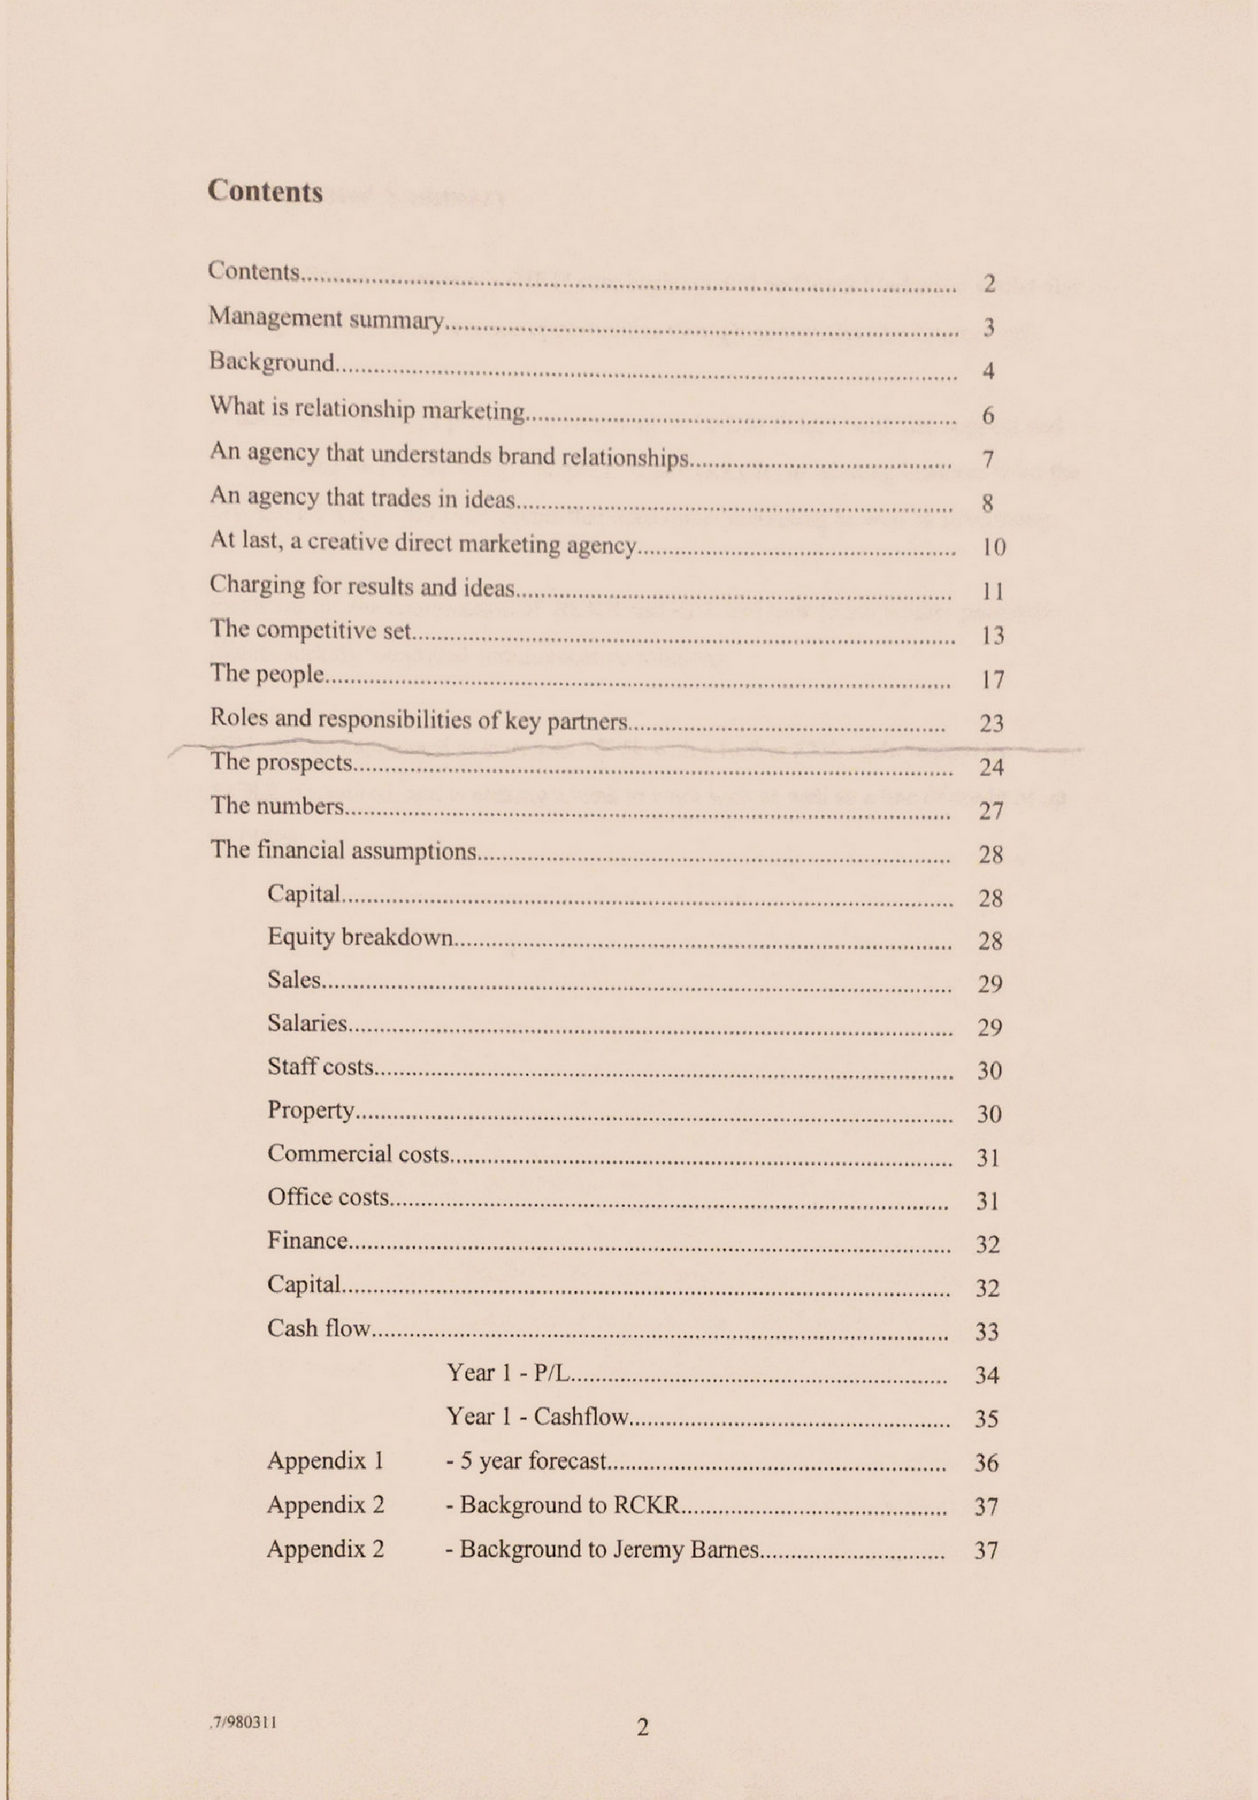 Contents
Contents 2
Management summary 3
Background 4
What is relationship marketing 6
An agency that understands brand relationships 7
An agency that trades in ideas 8
At last, a creative direct marketing agency 10
Charging for results and ideas 11
The competitive set 13
The people 17
Roles and responsibilities of key partners 23
The prospects 24
The numbers 27
The financial assumptions 28
Capital 28
Equity breakdown 28
Sales 29
Salaries 29
Staff costs 30
Property 30
Commercial costs 31
Office costs 31
Finance 32
Capital 32
Cash flow 33
Year 1 - P/L 34
Year 1 - Cashflow 35
Appendix 1 - 5 year forecast 36
Appendix 2 - Background to RCKR 37
Appendix 2 - Background to Jeremy Barnes 37
.7/980311
2